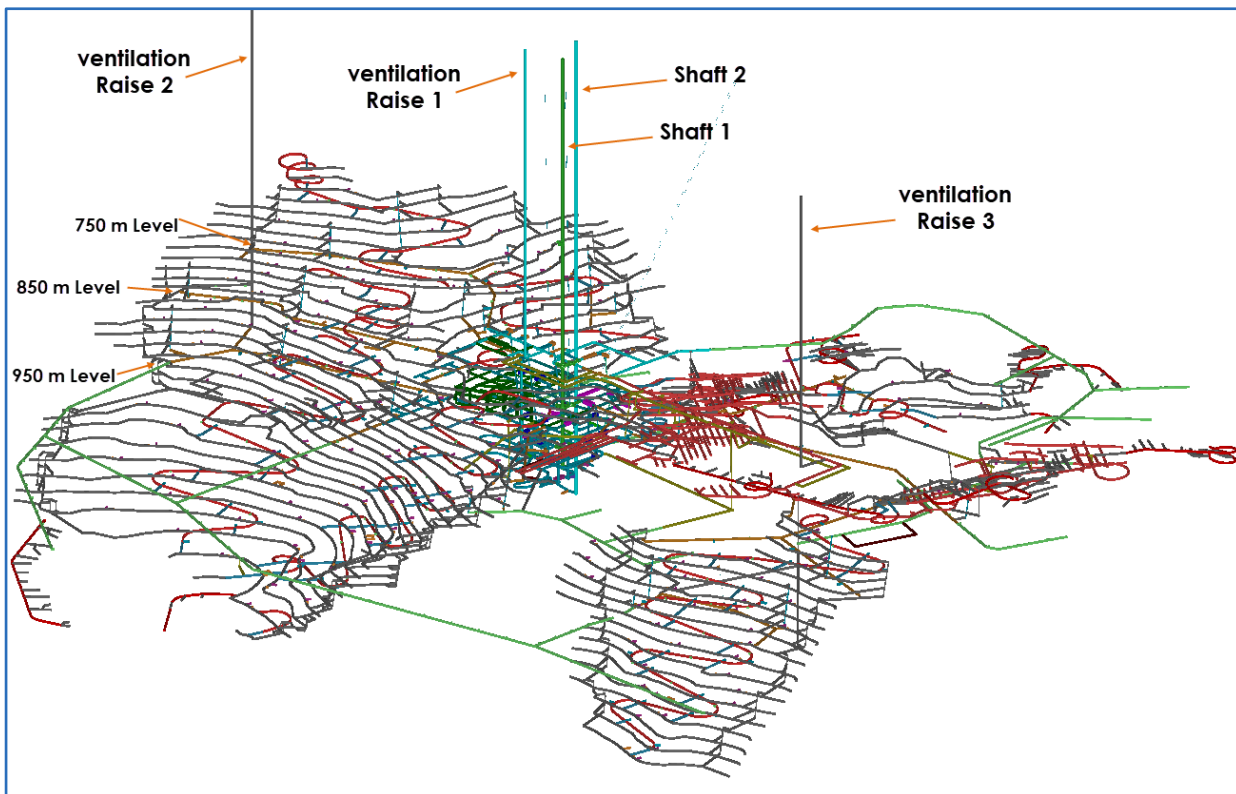 ventilation
Raise 2
ventilation
Raise 1
Shaft 2
Shaft 1
ventilation
Raise 3
750 m Level
850 m Level
950 m Level